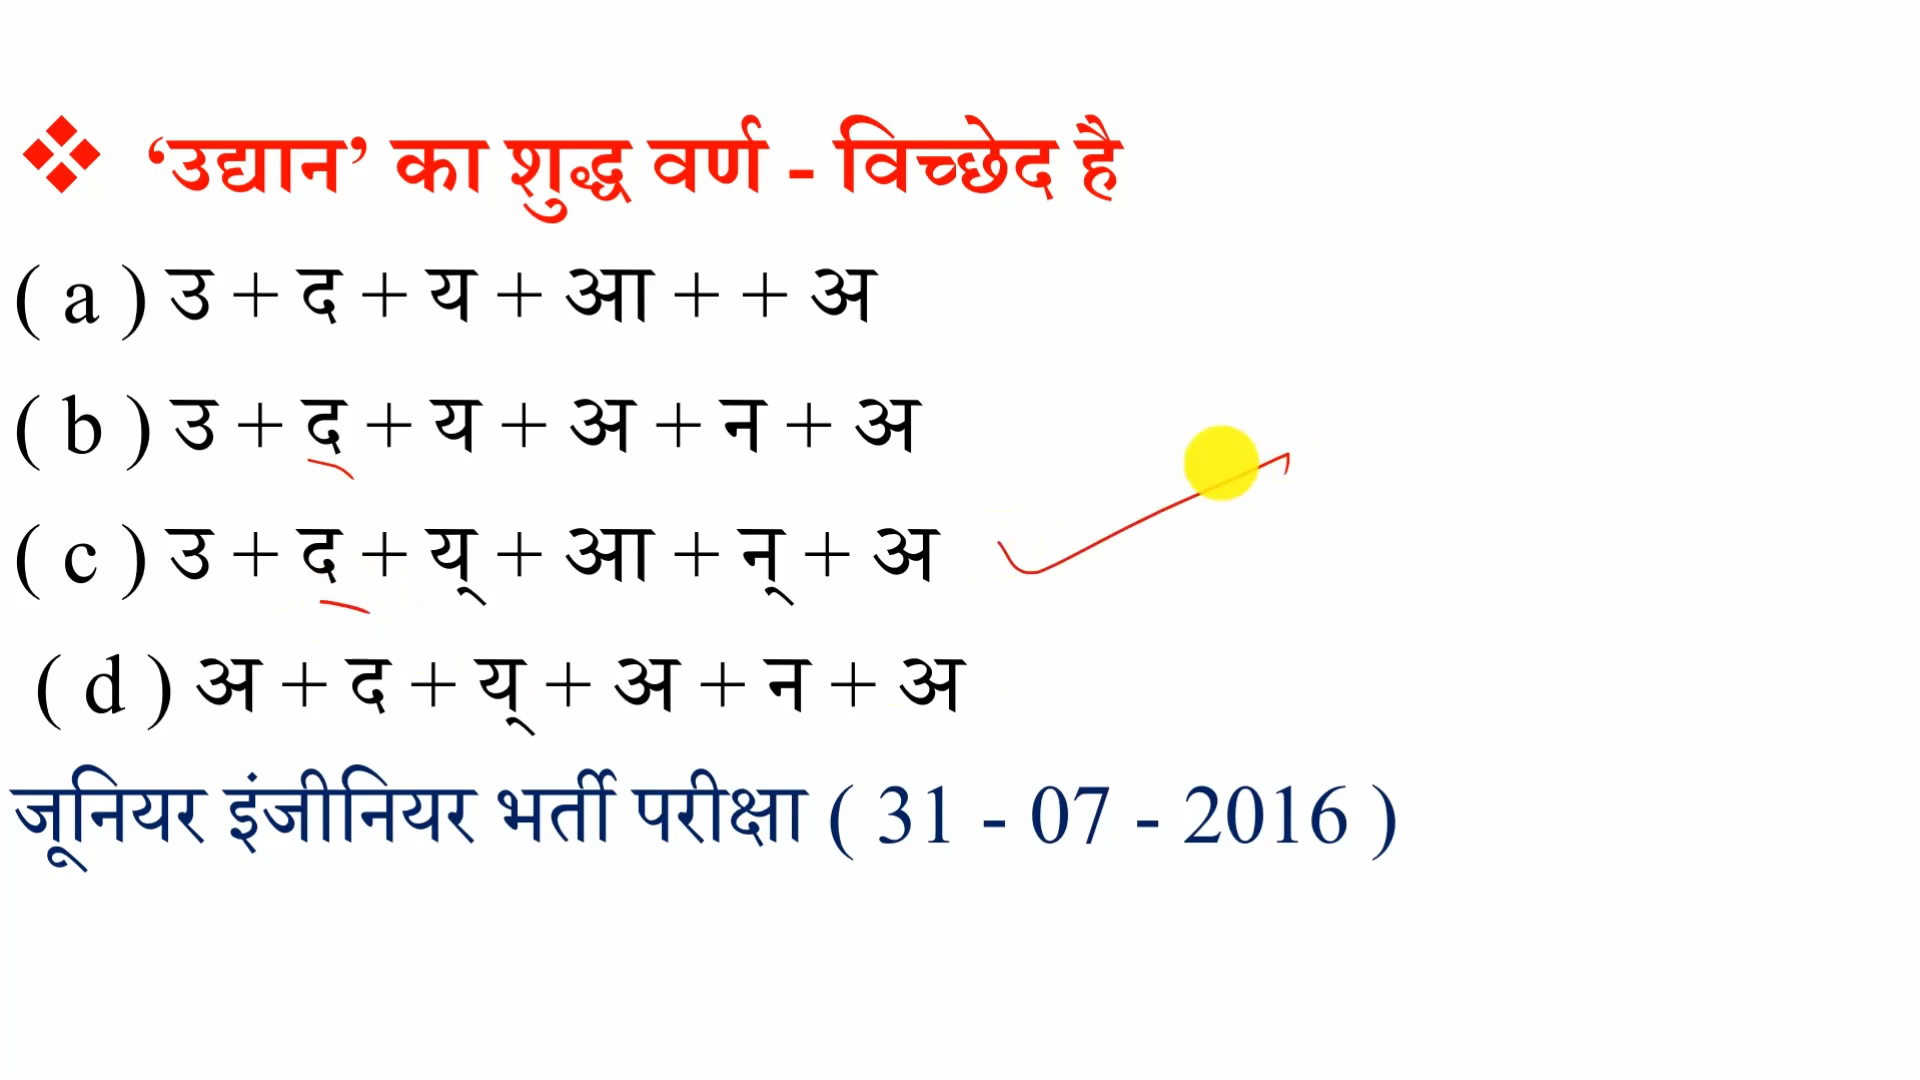 ❖ ‘उद्यान’ का शुद्ध वर्ण - विच्छेद है
( a ) उ + द + य + आ + + अ
( b ) उ + द + य + अ + न + अ
( c ) उ + द + य् + आ + न् + अ
( d ) अ + द + य् + अ + न + अ
जूनियर इंजीनियर भर्ती परीक्षा ( 31 - 07 - 2016 )